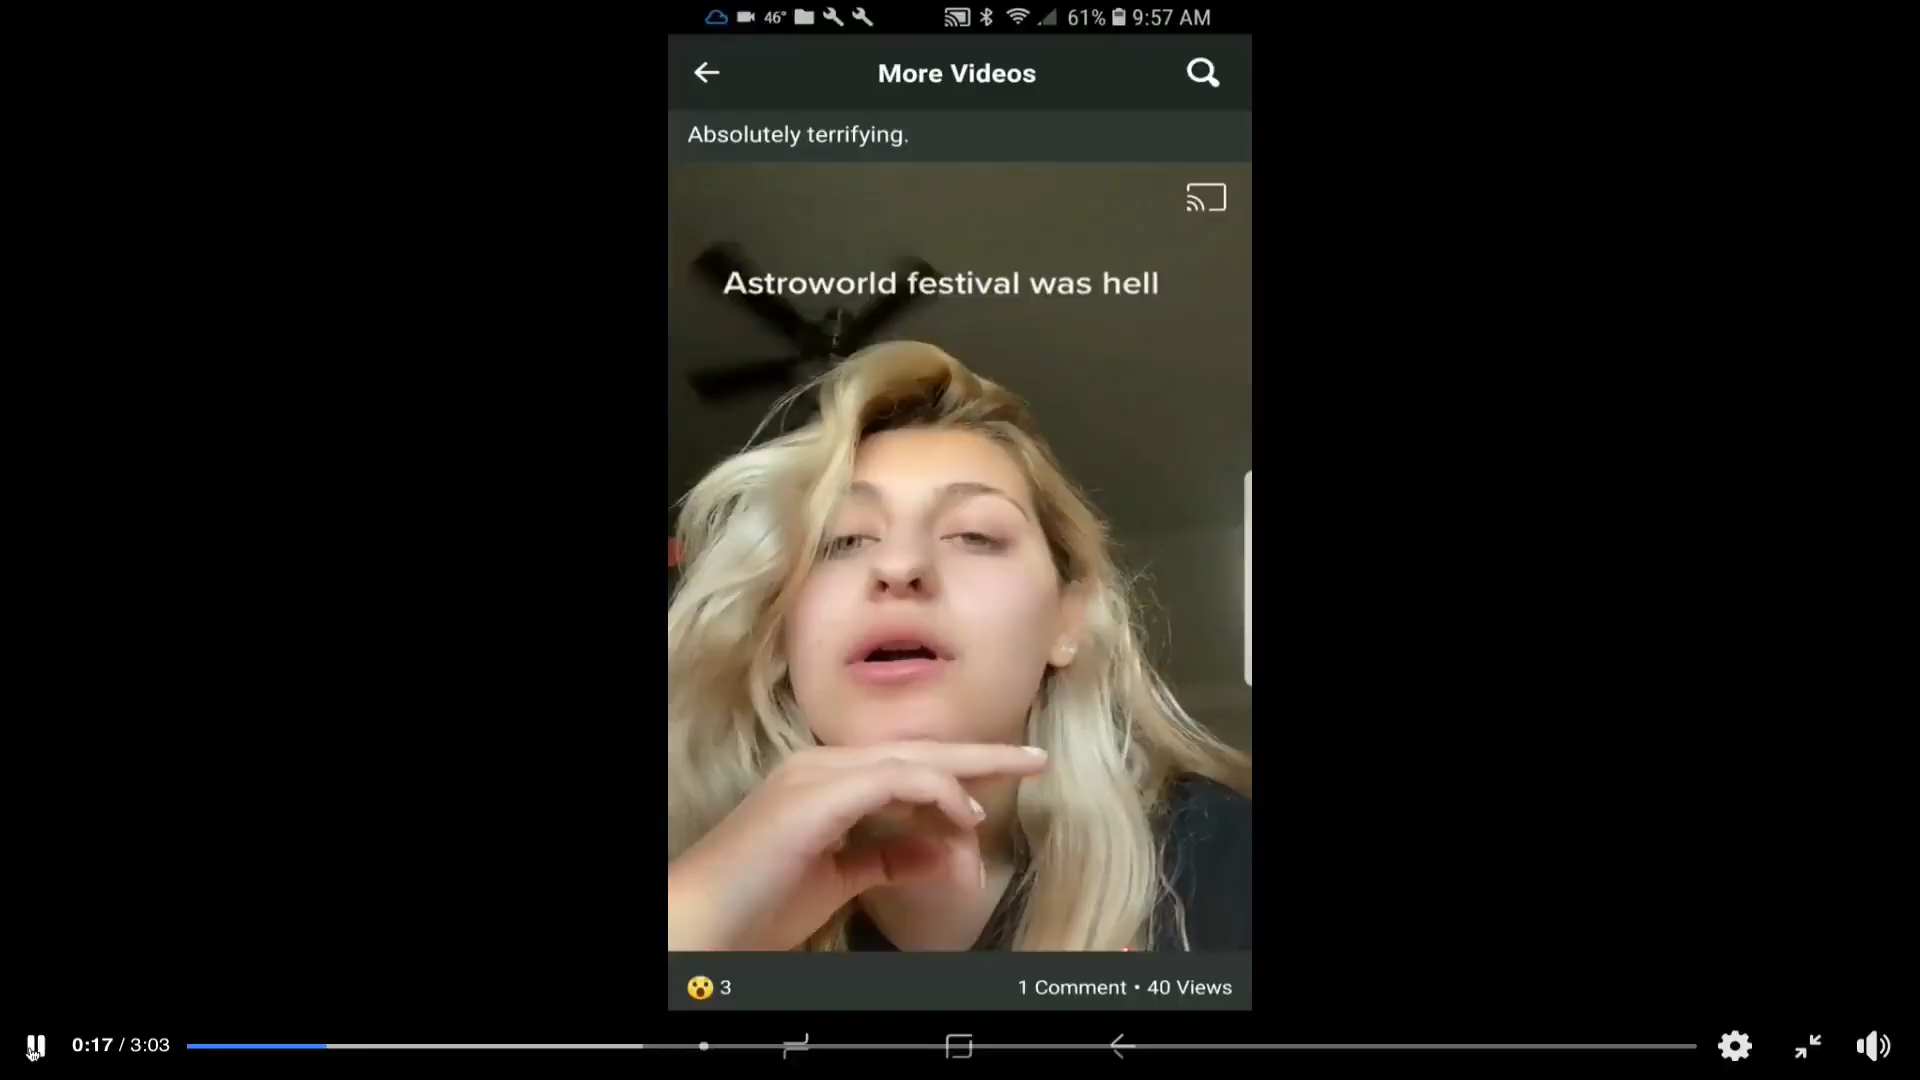 46° 61% 9:57 AM
More Videos
Absolutely terrifying.
Astroworld festival was hell
3 1 Comment • 40 Views
0:17 / 3:03